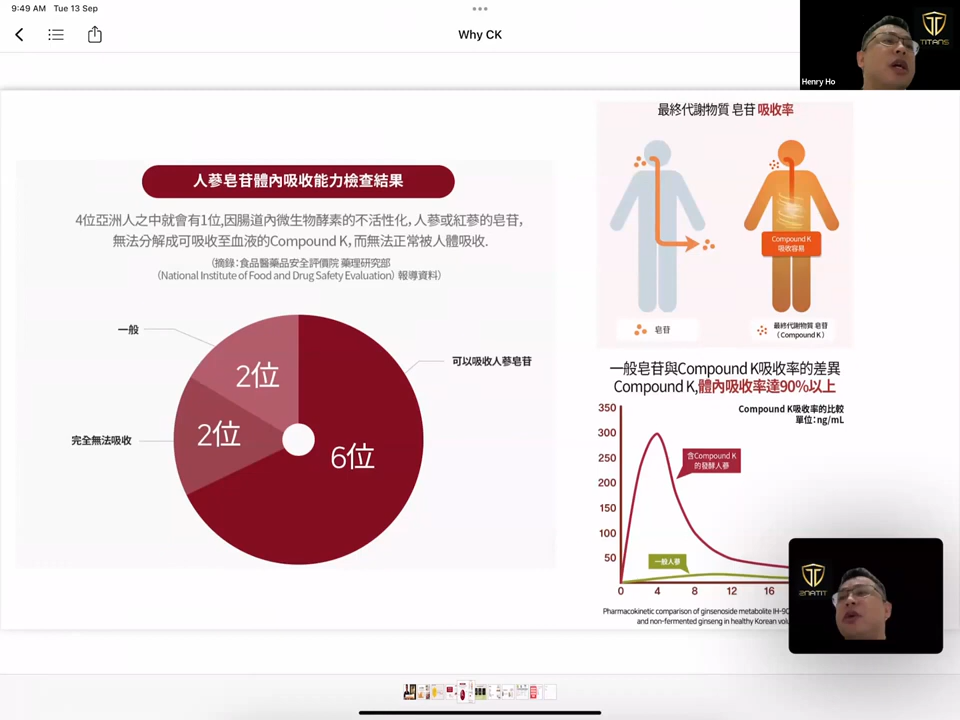 9:49 AM Tue 13 Sep
Why CK
TITANS
Henry Ho
人蔘皂苷體內吸收能力檢查結果
4位亞洲人之中就會有1位,因腸道內微生物酵素的不活性化,人蔘或紅蔘的皂苷,
無法分解成可吸收至血液的Compound K,而無法正常被人體吸收.
(摘錄:食品醫藥品安全評價院 藥理研究部
(National Institute of Food and Drug Safety Evaluation) 報導資料)
一般
2位
可以吸收人蔘皂苷
完全無法吸收
2位
6位
最終代謝物質 皂苷 吸收率
Compound K
吸收容易
皂苷
最終代謝物質 皂苷
(Compound K)
一般皂苷與Compound K吸收率的差異
Compound K,體內吸收率達90%以上
Compound K吸收率的比較
單位:ng/mL
350
300
250
200
150
100
50
含Compound K
的發酵人蔘
一般人蔘
0 4 8 12 16
Pharmacokinetic comparison of ginsenoside metabolite IH-90
and non-fermented ginseng in healthy Korean
TITANS